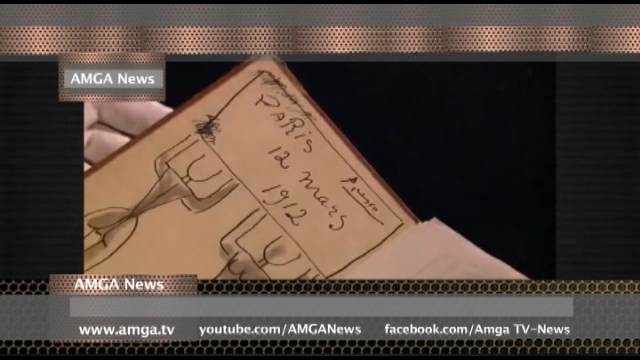 AMGA News
PARis
12 mars
1912
Picasso
AMGA News
www.amga.tv youtube.com/AMGANews facebook.com/Amga TV-News